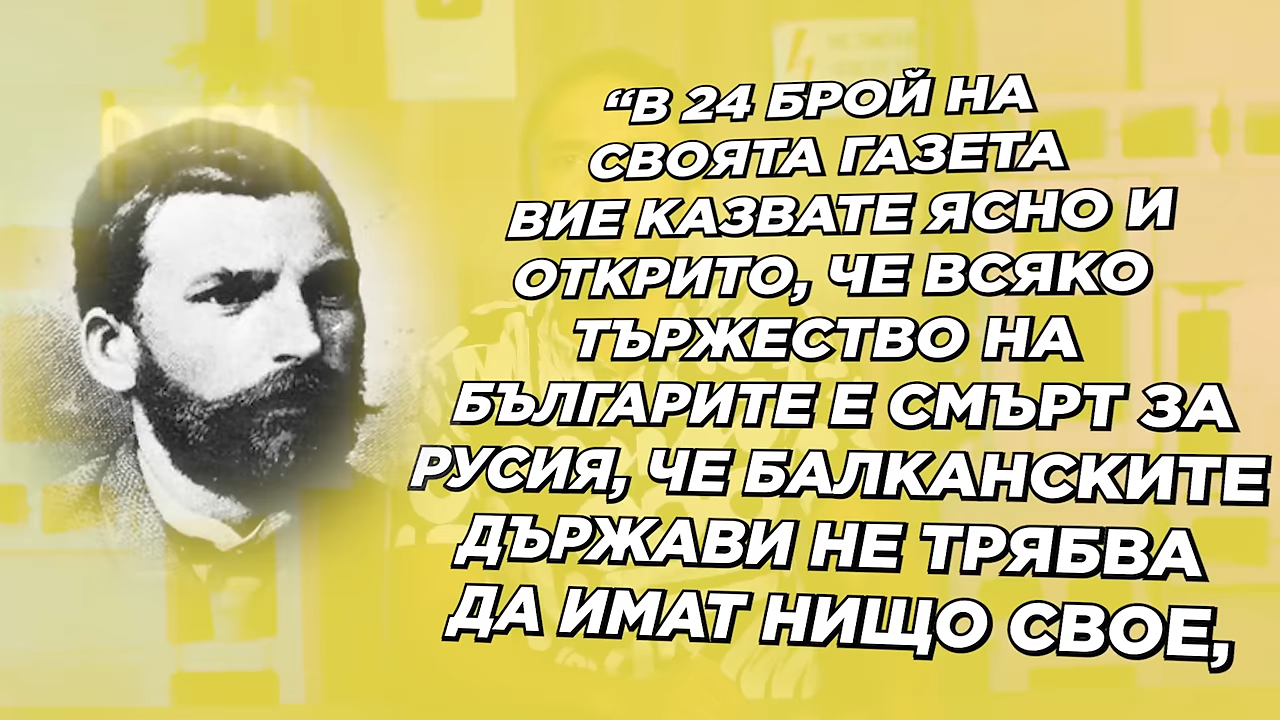 “В 24 БРОЙ НА
СВОЯТА ГАЗЕТА
ВИЕ КАЗВАТЕ ЯСНО И
ОТКРИТО, ЧЕ ВСЯКО
ТЪРЖЕСТВО НА
БЪЛГАРИТЕ Е СМЪРТ ЗА
РУСИЯ, ЧЕ БАЛКАНСКИТЕ
ДЪРЖАВИ НЕ ТРЯБВА
ДА ИМАТ НИЩО СВОЕ,